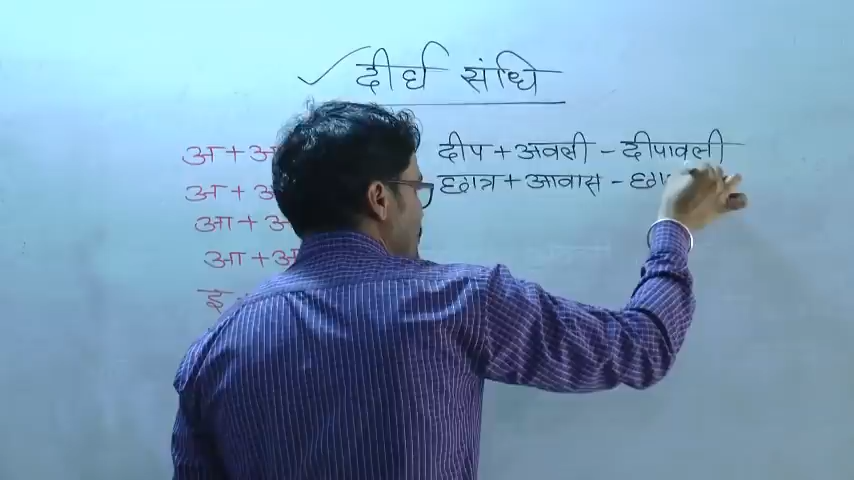 दीर्घ संधि
अ + अ दीप + अवली - दीपावली
अ + छात्र + आवास -
आ +
आ +
इ